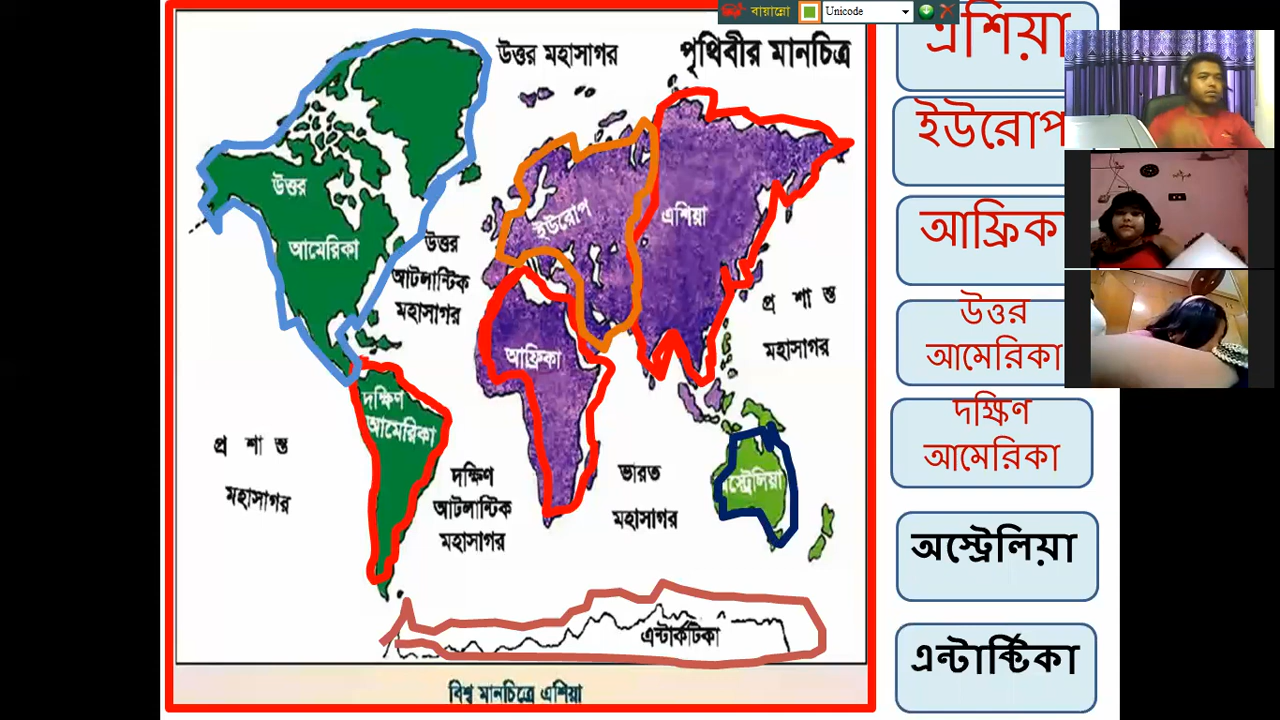 বায়ান্নো Unicode
উত্তর মহাসাগর
পৃথিবীর মানচিত্র
উত্তর
আমেরিকা
ইউরোপ
এশিয়া
উত্তর
আটলান্টিক
মহাসাগর
প্র শা ন্ত
মহাসাগর
আফ্রিকা
দক্ষিণ
আমেরিকা
প্র শা ন্ত
মহাসাগর
দক্ষিণ
আটলান্টিক
মহাসাগর
ভারত
মহাসাগর
অস্ট্রেলিয়া
এন্টার্কটিকা
বিশ্ব মানচিত্রে এশিয়া
এশিয়া
ইউরোপ
আফ্রিক
উত্তর
আমেরিকা
দক্ষিণ
আমেরিকা
অস্ট্রেলিয়া
এন্টার্কটিকা